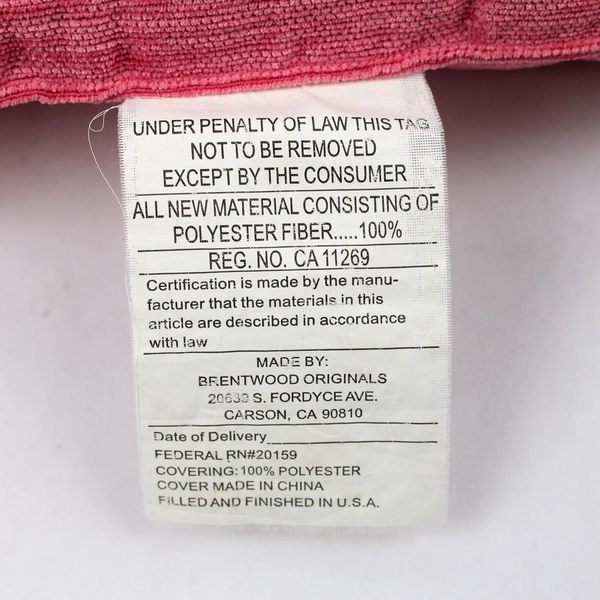 UNDER PENALTY OF LAW THIS TAG
NOT TO BE REMOVED
EXCEPT BY THE CONSUMER
ALL NEW MATERIAL CONSISTING OF
POLYESTER FIBER.....100%
REG. NO. CA 11269
Certification is made by the manu-
facturer that the materials in this
article are described in accordance
with law
MADE BY:
BRENTWOOD ORIGINALS
20639 S. FORDYCE AVE.
CARSON, CA 90810
Date of Delivery
FEDERAL RN#20159
COVERING: 100% POLYESTER
COVER MADE IN CHINA
FILLED AND FINISHED IN U.S.A.